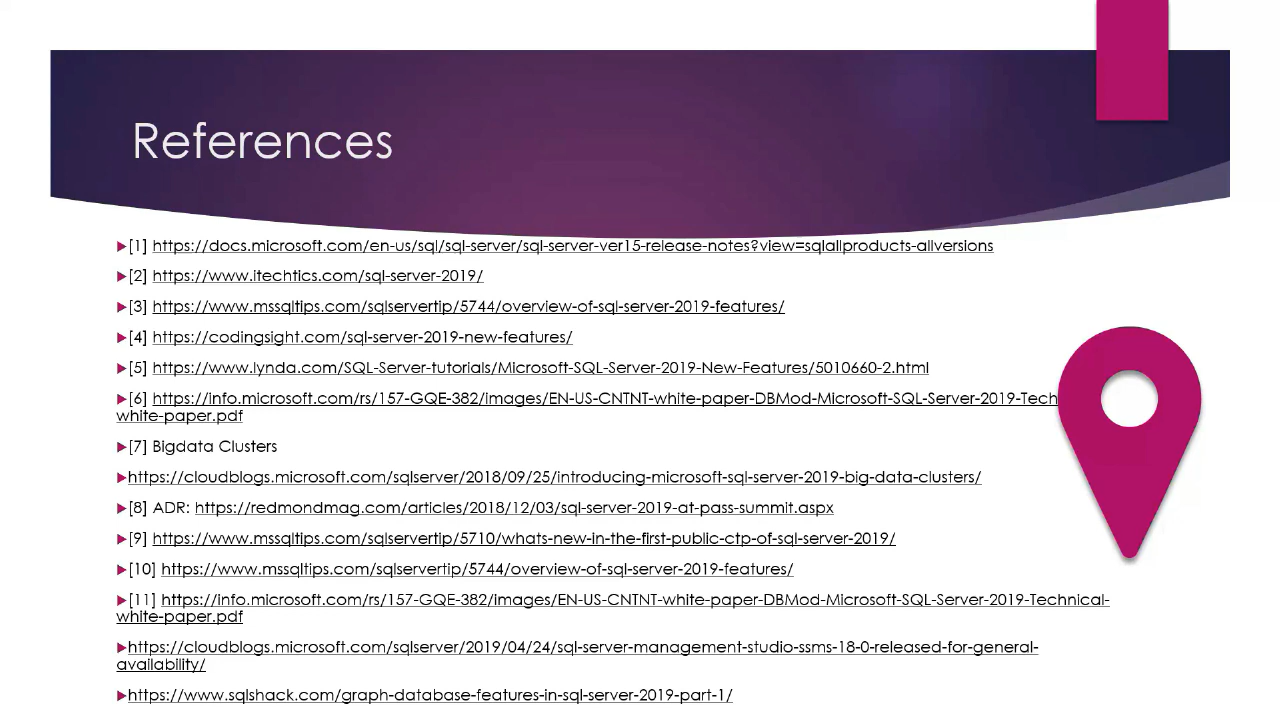 References
[1] https://docs.microsoft.com/en-us/sql/sql-server/sql-server-ver15-release-notes?view=sqlallproducts-allversions
[2] https://www.itechtics.com/sql-server-2019/
[3] https://www.mssqltips.com/sqlservertip/5744/overview-of-sql-server-2019-features/
[4] https://codingsight.com/sql-server-2019-new-features/
[5] https://www.lynda.com/SQL-Server-tutorials/Microsoft-SQL-Server-2019-New-Features/5010660-2.html
[6] https://info.microsoft.com/rs/157-GQE-382/images/EN-US-CNTNT-white-paper-DBMod-Microsoft-SQL-Server-2019-Tech
white-paper.pdf
[7] Bigdata Clusters
https://cloudblogs.microsoft.com/sqlserver/2018/09/25/introducing-microsoft-sql-server-2019-big-data-clusters/
[8] ADR: https://redmondmag.com/articles/2018/12/03/sql-server-2019-at-pass-summit.aspx
[9] https://www.mssqltips.com/sqlservertip/5710/whats-new-in-the-first-public-ctp-of-sql-server-2019/
[10] https://www.mssqltips.com/sqlservertip/5744/overview-of-sql-server-2019-features/
[11] https://info.microsoft.com/rs/157-GQE-382/images/EN-US-CNTNT-white-paper-DBMod-Microsoft-SQL-Server-2019-Technical-
white-paper.pdf
https://cloudblogs.microsoft.com/sqlserver/2019/04/24/sql-server-management-studio-ssms-18-0-released-for-general-
availability/
https://www.sqlshack.com/graph-database-features-in-sql-server-2019-part-1/